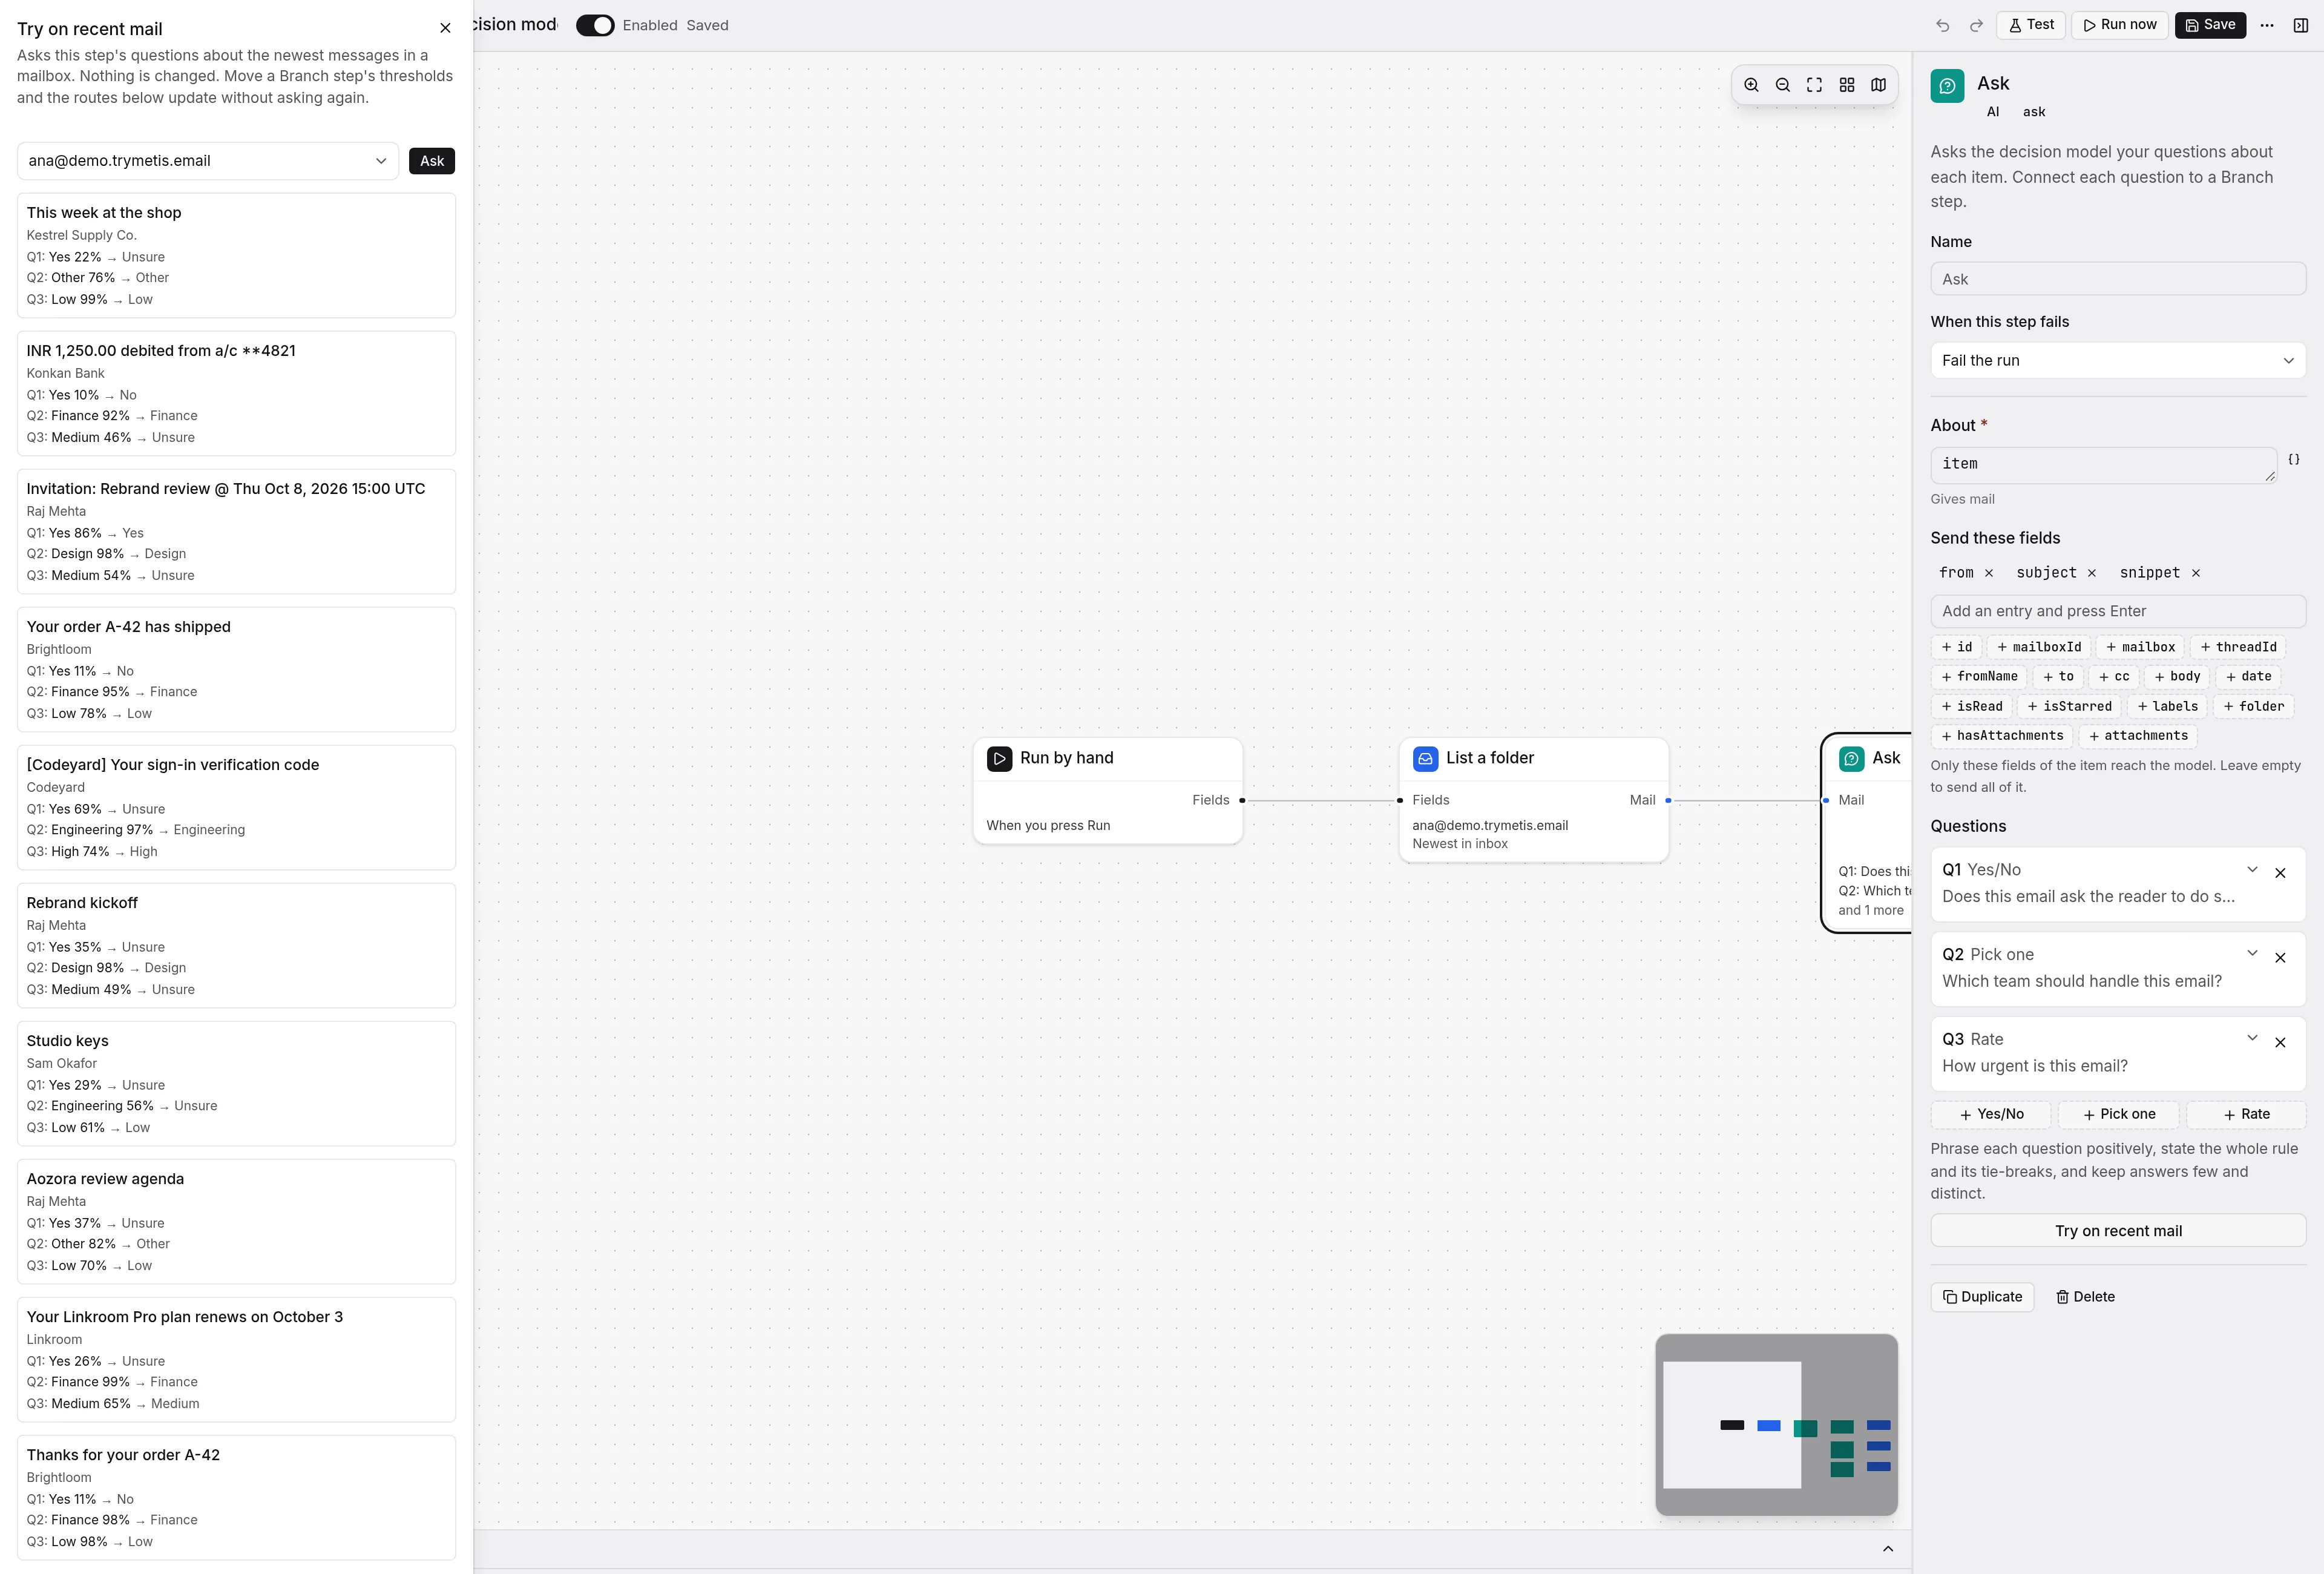 Try on recent mail
Asks this step's questions about the newest messages in a
mailbox. Nothing is changed. Move a Branch step's thresholds
and the routes below update without asking again.
ana@demo.trymetis.email
Ask
This week at the shop
Kestrel Supply Co.
Q1: Yes 22% → Unsure
Q2: Other 76% → Other
Q3: Low 99% → Low
INR 1,250.00 debited from a/c **4821
Konkan Bank
Q1: Yes 10% → No
Q2: Finance 92% → Finance
Q3: Medium 46% → Unsure
Invitation: Rebrand review @ Thu Oct 8, 2026 15:00 UTC
Raj Mehta
Q1: Yes 86% → Yes
Q2: Design 98% → Design
Q3: Medium 54% → Unsure
Your order A-42 has shipped
Brightloom
Q1: Yes 11% → No
Q2: Finance 95% → Finance
Q3: Low 78% → Low
[Codeyard] Your sign-in verification code
Codeyard
Q1: Yes 69% → Unsure
Q2: Engineering 97% → Engineering
Q3: High 74% → High
Rebrand kickoff
Raj Mehta
Q1: Yes 35% → Unsure
Q2: Design 98% → Design
Q3: Medium 49% → Unsure
Studio keys
Sam Okafor
Q1: Yes 29% → Unsure
Q2: Engineering 56% → Unsure
Q3: Low 61% → Low
Aozora review agenda
Raj Mehta
Q1: Yes 37% → Unsure
Q2: Other 82% → Other
Q3: Low 70% → Low
Your Linkroom Pro plan renews on October 3
Linkroom
Q1: Yes 26% → Unsure
Q2: Finance 99% → Finance
Q3: Medium 65% → Medium
Thanks for your order A-42
Brightloom
Q1: Yes 11% → No
Q2: Finance 98% → Finance
Q3: Low 98% → Low
cision mod
Enabled Saved
Test
Run now
Save
Run by hand
Fields
When you press Run
List a folder
Fields Mail
ana@demo.trymetis.email
Newest in inbox
Ask
Mail
Q1: Does thi
Q2: Which t
and 1 more
Ask
AI ask
Asks the decision model your questions about
each item. Connect each question to a Branch
step.
Name
Ask
When this step fails
Fail the run
About *
item
{}
Gives mail
Send these fields
from × subject × snippet ×
Add an entry and press Enter
+ id + mailboxId + mailbox + threadId
+ fromName + to + cc + body + date
+ isRead + isStarred + labels + folder
+ hasAttachments + attachments
Only these fields of the item reach the model. Leave empty
to send all of it.
Questions
Q1 Yes/No
Does this email ask the reader to do s...
Q2 Pick one
Which team should handle this email?
Q3 Rate
How urgent is this email?
+ Yes/No + Pick one + Rate
Phrase each question positively, state the whole rule
and its tie-breaks, and keep answers few and
distinct.
Try on recent mail
Duplicate
Delete